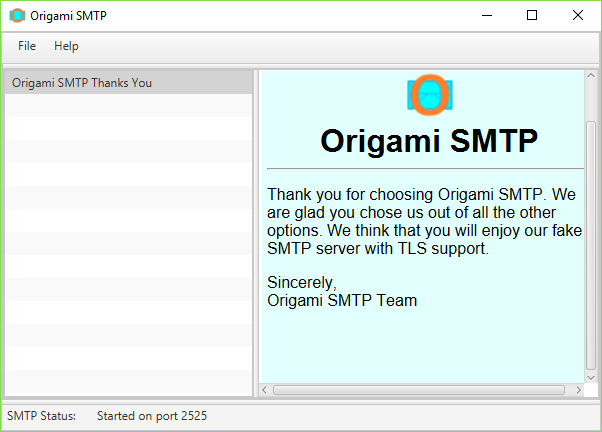 Origami SMTP
File Help
Origami SMTP Thanks You
Origami SMTP
Thank you for choosing Origami SMTP. We
are glad you chose us out of all the other
options. We think that you will enjoy our fake
SMTP server with TLS support.
Sincerely,
Origami SMTP Team
SMTP Status: Started on port 2525